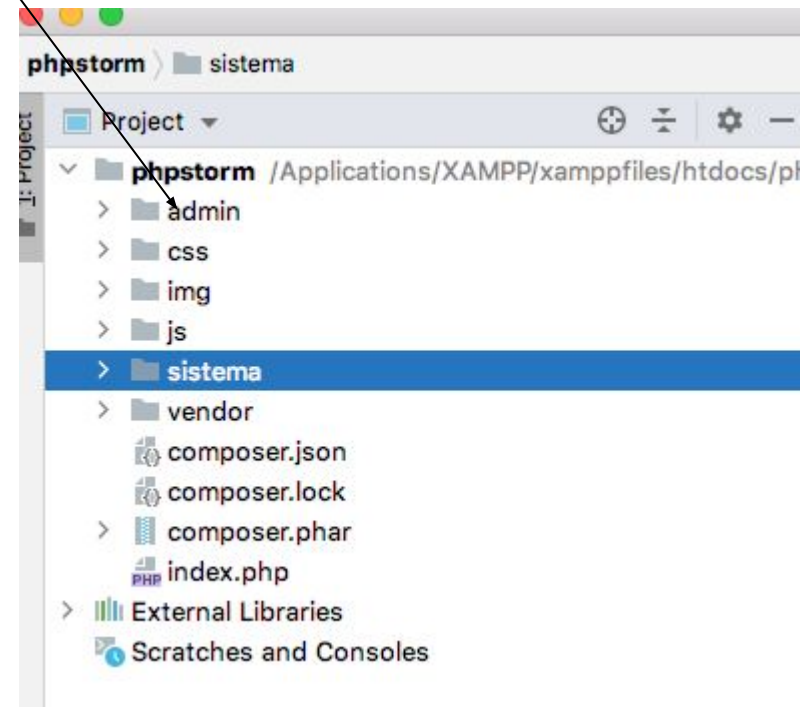 phpstorm sistema
1: Project
Project
phpstorm /Applications/XAMPP/xamppfiles/htdocs/ph
admin
css
img
js
sistema
vendor
composer.json
composer.lock
composer.phar
PHP index.php
External Libraries
Scratches and Consoles